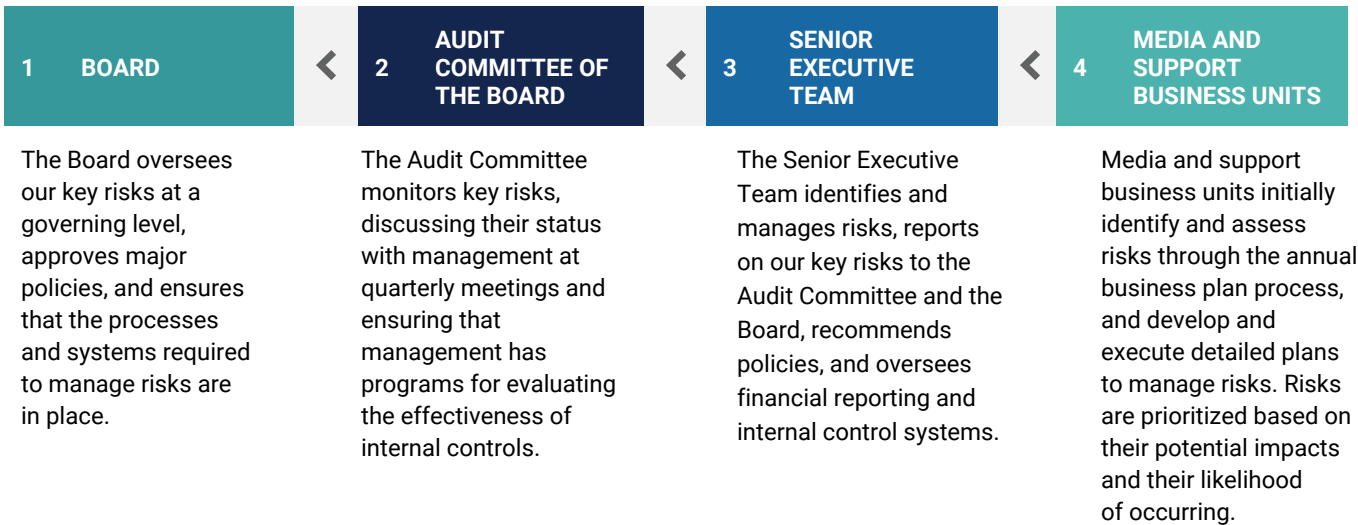 1 BOARD
2 AUDIT
COMMITTEE OF
THE BOARD
3 SENIOR
EXECUTIVE
TEAM
4 MEDIA AND
SUPPORT
BUSINESS UNITS
The Board oversees
our key risks at a
governing level,
approves major
policies, and ensures
that the processes
and systems required
to manage risks are
in place.
The Audit Committee
monitors key risks,
discussing their status
with management at
quarterly meetings and
ensuring that
management has
programs for evaluating
the effectiveness of
internal controls.
The Senior Executive
Team identifies and
manages risks, reports
on our key risks to the
Audit Committee and the
Board, recommends
policies, and oversees
financial reporting and
internal control systems.
Media and support
business units initially
identify and assess
risks through the annual
business plan process,
and develop and
execute detailed plans
to manage risks. Risks
are prioritized based on
their potential impacts
and their likelihood
of occurring.